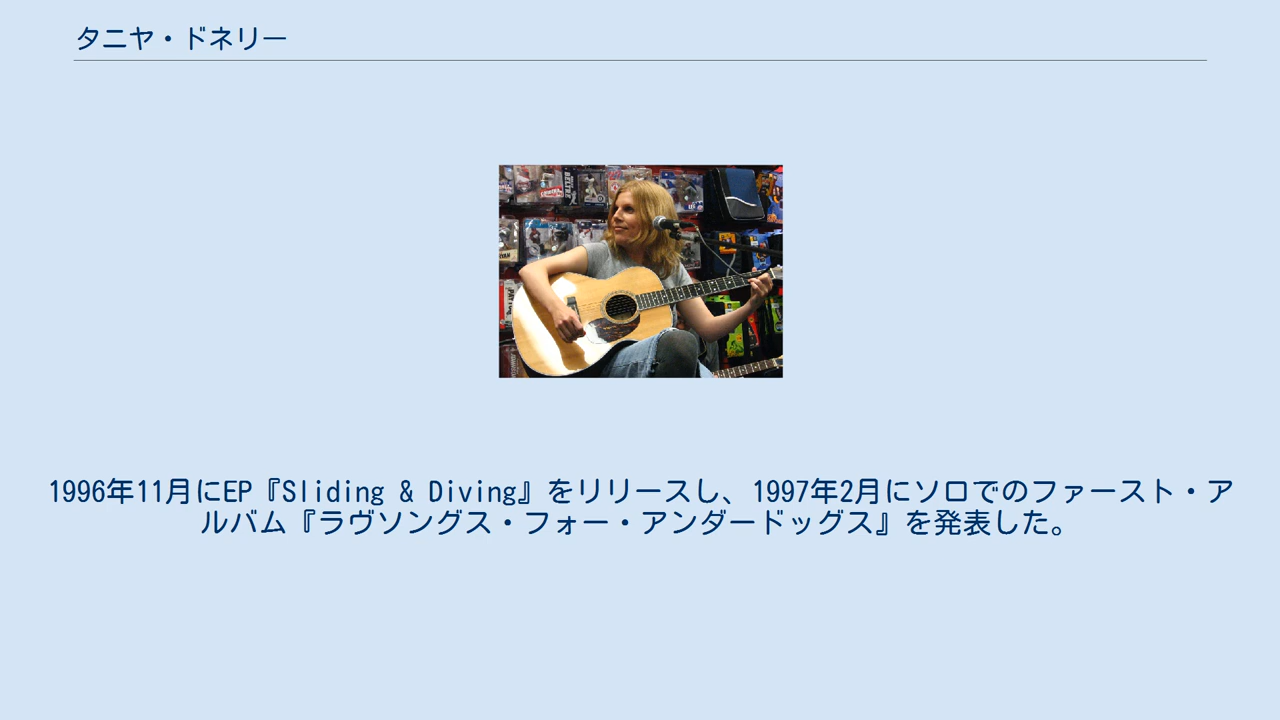 タニヤ・ドネリー
1996年11月にEP『Sliding & Diving』をリリースし、1997年2月にソロでのファースト・ア
ルバム『ラヴソングス・フォー・アンダードッグス』を発表した。